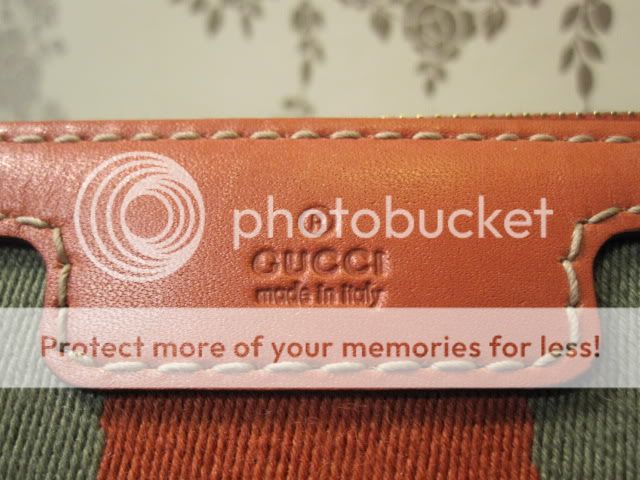 ®
photobucket
GUCCI
made in italy
Protect more of your memories for less!